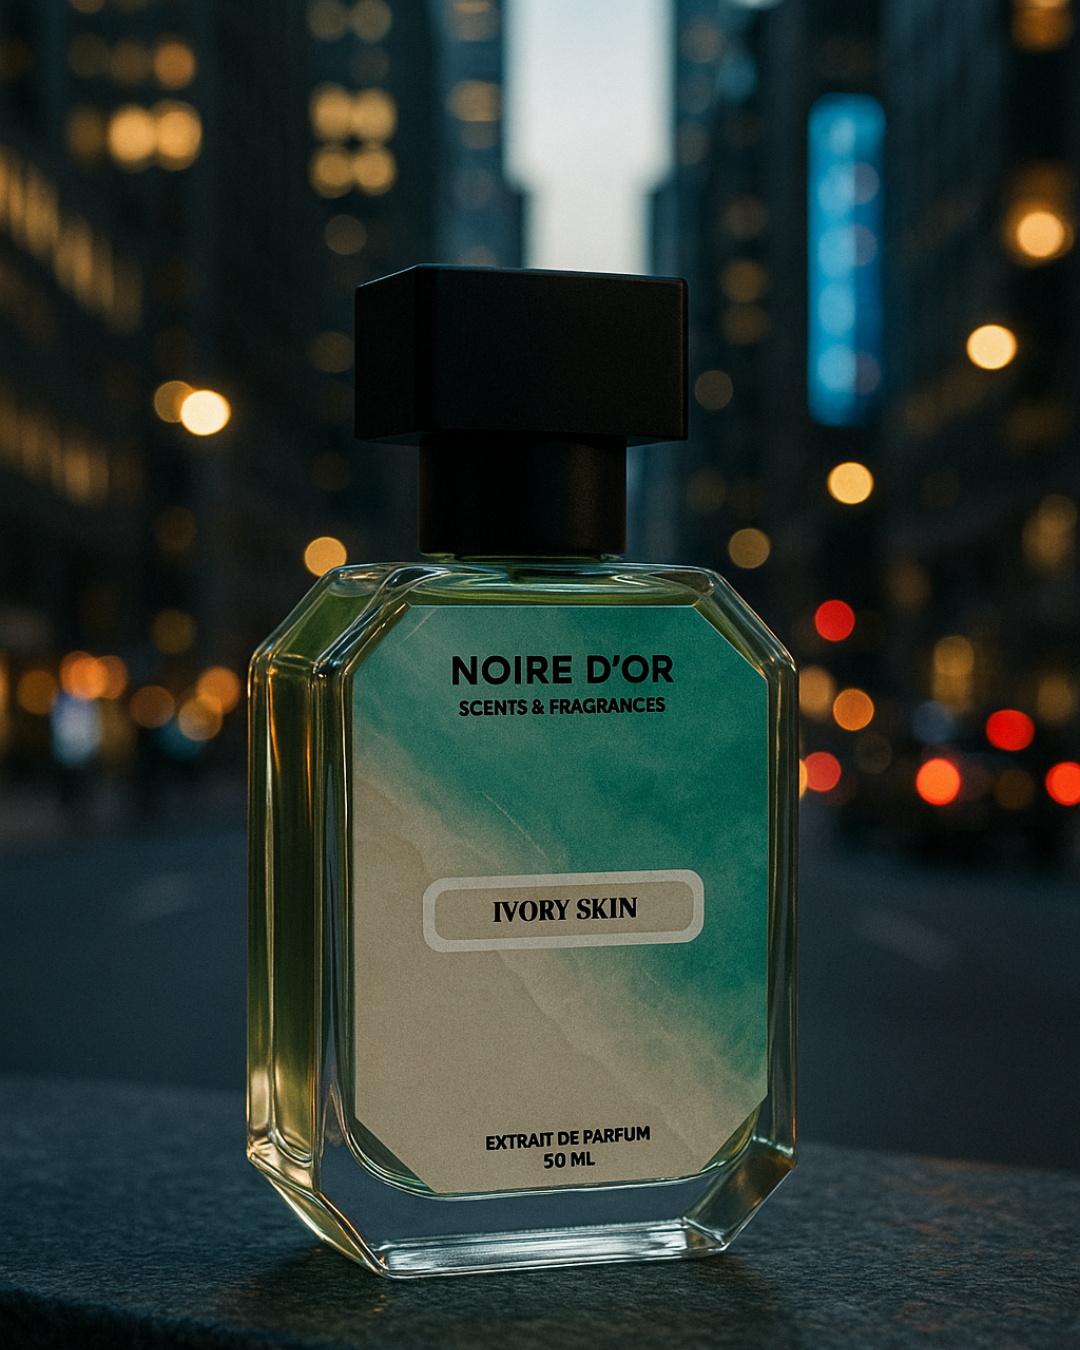 NOIRE D'OR
SCENTS & FRAGRANCES
IVORY SKIN
EXTRAIT DE PARFUM
50 ML